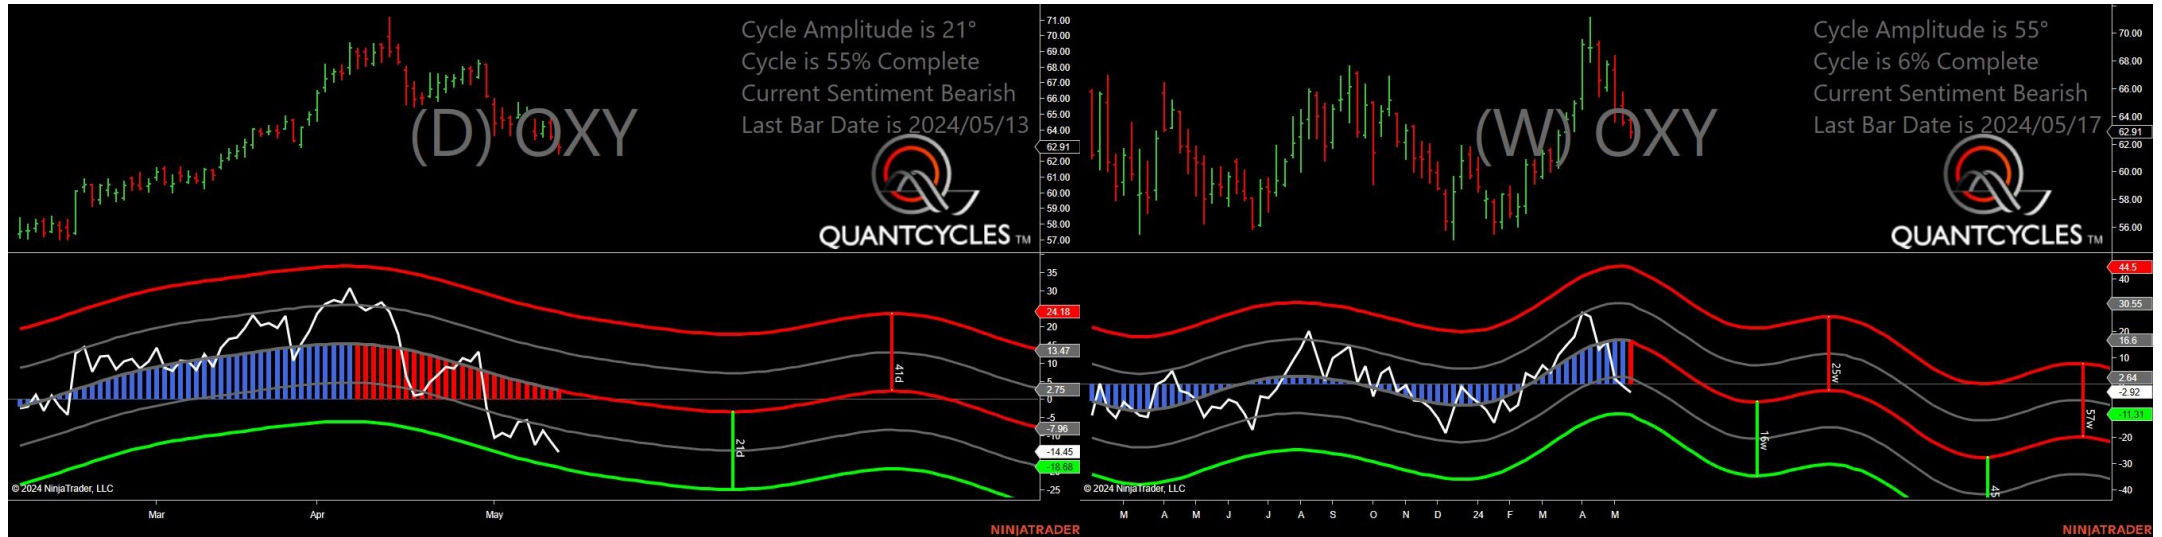 Cycle Amplitude is 21°
Cycle is 55% Complete
Current Sentiment Bearish
Last Bar Date is 2024/05/13
(D) OXY
QUANTCYCLES TM
71.00
70.00
69.00
68.00
67.00
66.00
65.00
64.00
62.91
62.00
61.00
60.00
59.00
58.00
57.00
35
30
24.18
20
13.47
10
5
2.75
0
-5
-7.96
-14.45
-18.68
-25
41d
21d
© 2024 NinjaTrader, LLC
Mar Apr May
NINJATRADER
Cycle Amplitude is 55°
Cycle is 6% Complete
Current Sentiment Bearish
Last Bar Date is 2024/05/17
(W) OXY
QUANTCYCLES TM
70.00
68.00
66.00
64.00
62.91
62.00
60.00
58.00
56.00
44.5
40
30.55
20
16.6
10
2.64
-2.92
-11.31
-20
-30
-40
25w
16w
57w
45
© 2024 NinjaTrader, LLC
M A M J J A S O N D 24 F M A M
NINJATRADER